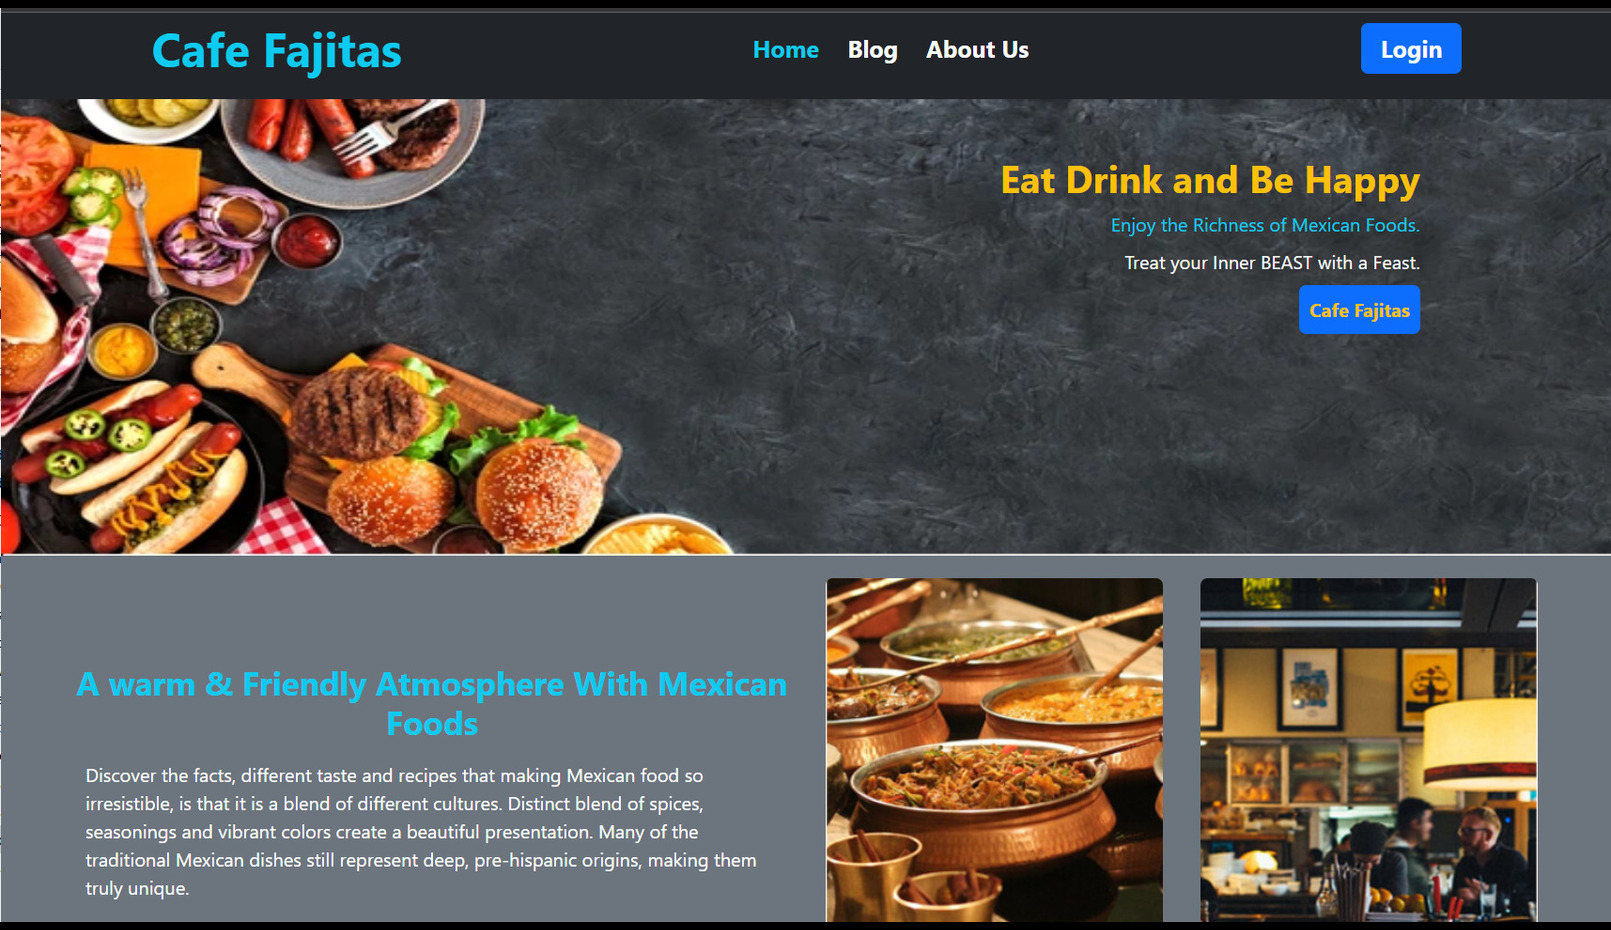 Cafe Fajitas
Home Blog About Us
Login
Eat Drink and Be Happy
Enjoy the Richness of Mexican Foods.
Treat your Inner BEAST with a Feast.
Cafe Fajitas
A warm & Friendly Atmosphere With Mexican
Foods
Discover the facts, different taste and recipes that making Mexican food so
irresistible, is that it is a blend of different cultures. Distinct blend of spices,
seasonings and vibrant colors create a beautiful presentation. Many of the
traditional Mexican dishes still represent deep, pre-hispanic origins, making them
truly unique.